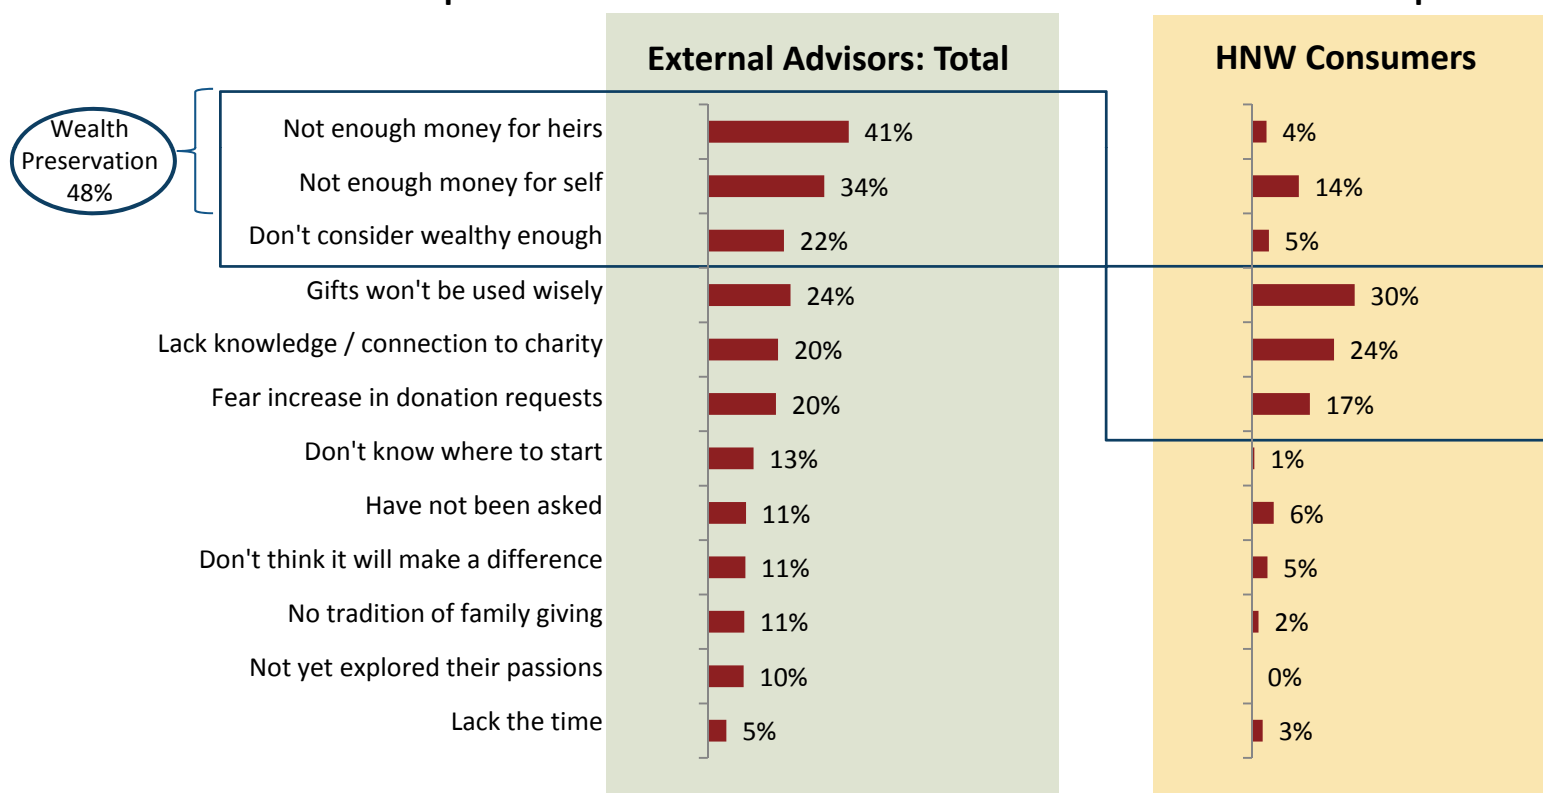 External Advisors: Total
HNW Consumers
Wealth
Preservation
48%
Not enough money for heirs 41% 4%
Not enough money for self 34% 14%
Don't consider wealthy enough 22% 5%
Gifts won't be used wisely 24% 30%
Lack knowledge / connection to charity 20% 24%
Fear increase in donation requests 20% 17%
Don't know where to start 13% 1%
Have not been asked 11% 6%
Don't think it will make a difference 11% 5%
No tradition of family giving 11% 2%
Not yet explored their passions 10% 0%
Lack the time 5% 3%